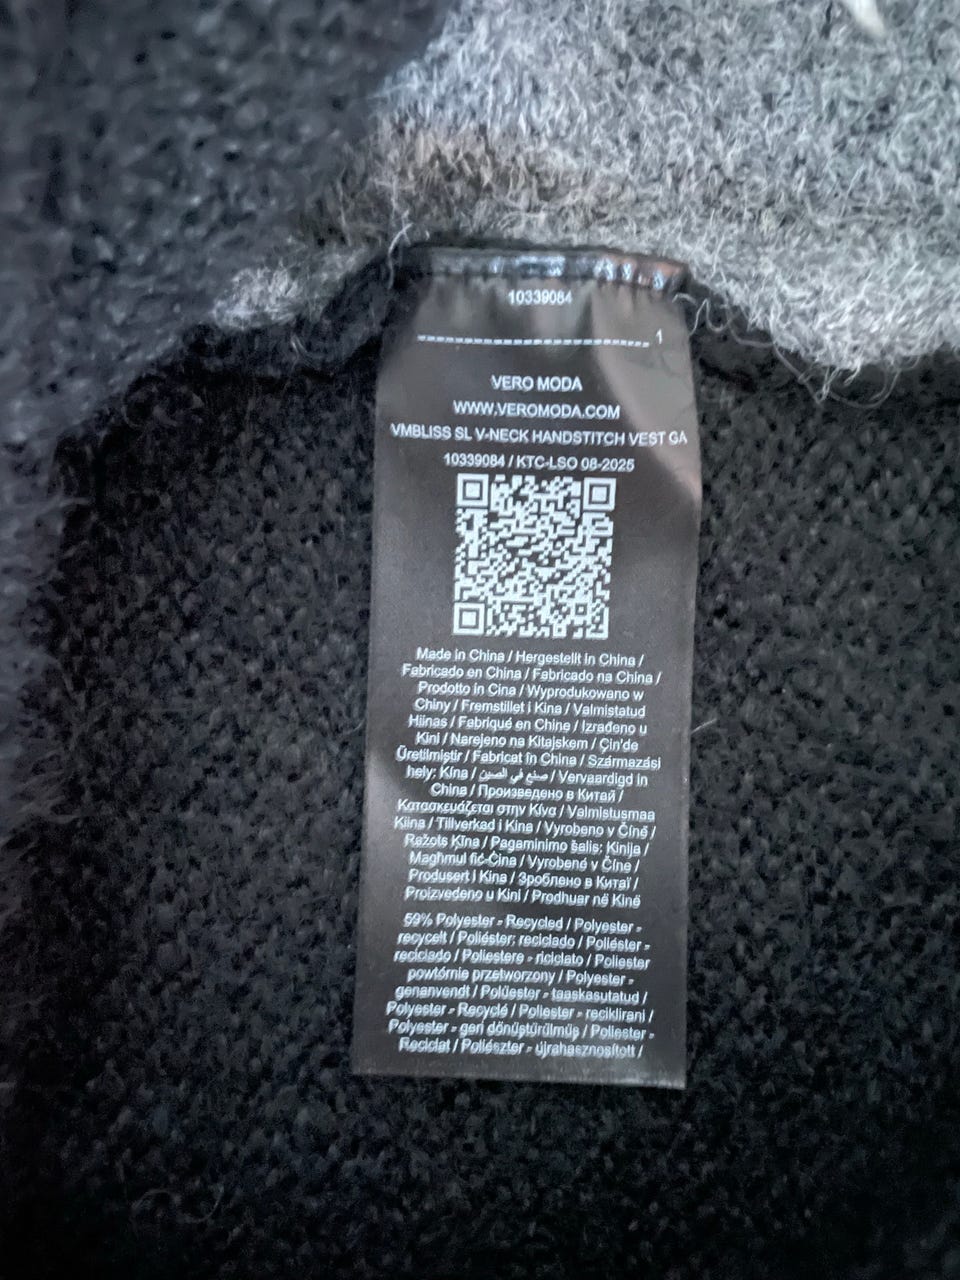 10339084
1
VERO MODA
WWW.VEROMODA.COM
VMBLISS SL V-NECK HANDSTITCH VEST GA
10339084 / KTC-LSO 08-2025
Made in China / Hergestellt in China /
Fabricado en China / Fabricado na China /
Prodotto in Cina / Wyprodukowano w
Chiny / Fremstillet i Kina / Valmistatud
Hiinas / Fabriqué en Chine / Izrađeno u
Kini / Narejeno na Kitajskem / Çin'de
Üretilmiştir / Fabricat în China / Származási
hely: Kína / صنع في الصين / Vervaardigd in
China / Произведено в Китай /
Κατασκευάζεται στην Κίνα / Valmistusmaa
Kiina / Tillverkad i Kina / Vyrobeno v Číně /
Ražots Ķīna / Pagaminimo šalis: Kinija /
Magħmul fiċ-Ċina / Vyrobené v Číne /
Produsert i Kina / Зроблено в Китаї /
Proizvedeno u Kini / Prodhuar në Kinë
59% Polyester - Recycled / Polyester -
recycelt / Poliéster: reciclado / Poliéster -
reciclado / Poliestere - riciclato / Poliester
powtórnie przetworzony / Polyester -
genanvendt / Polüester - taaskasutatud /
Polyester - Recyclé / Poliester - reciklirani /
Polyester - geri dönüştürülmüş / Poliester -
Reciclat / Poliészter - újrahasznosított /